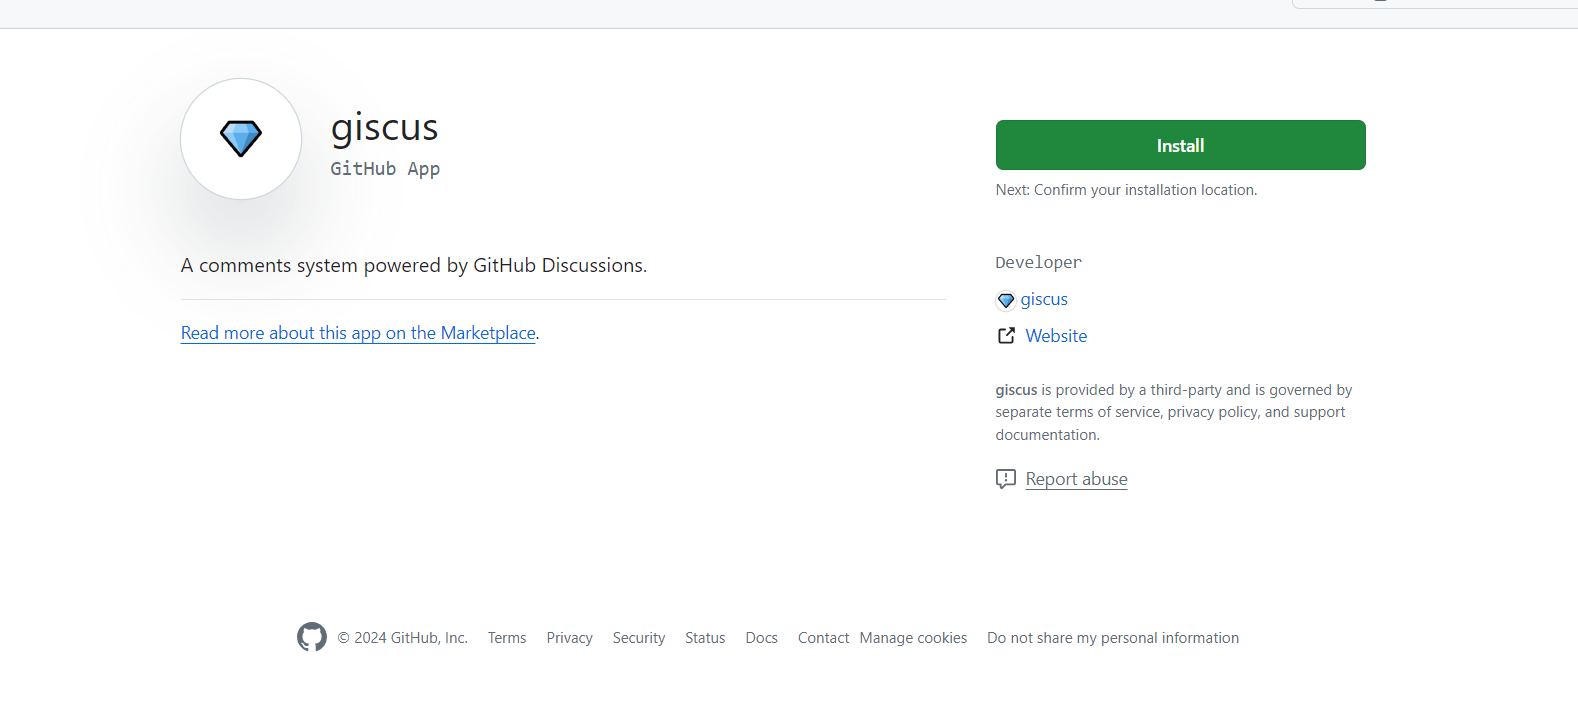 giscus
GitHub App
A comments system powered by GitHub Discussions.
Read more about this app on the Marketplace.
Install
Next: Confirm your installation location.
Developer
giscus
Website
giscus is provided by a third-party and is governed by
separate terms of service, privacy policy, and support
documentation.
Report abuse
© 2024 GitHub, Inc. Terms Privacy Security Status Docs Contact Manage cookies Do not share my personal information